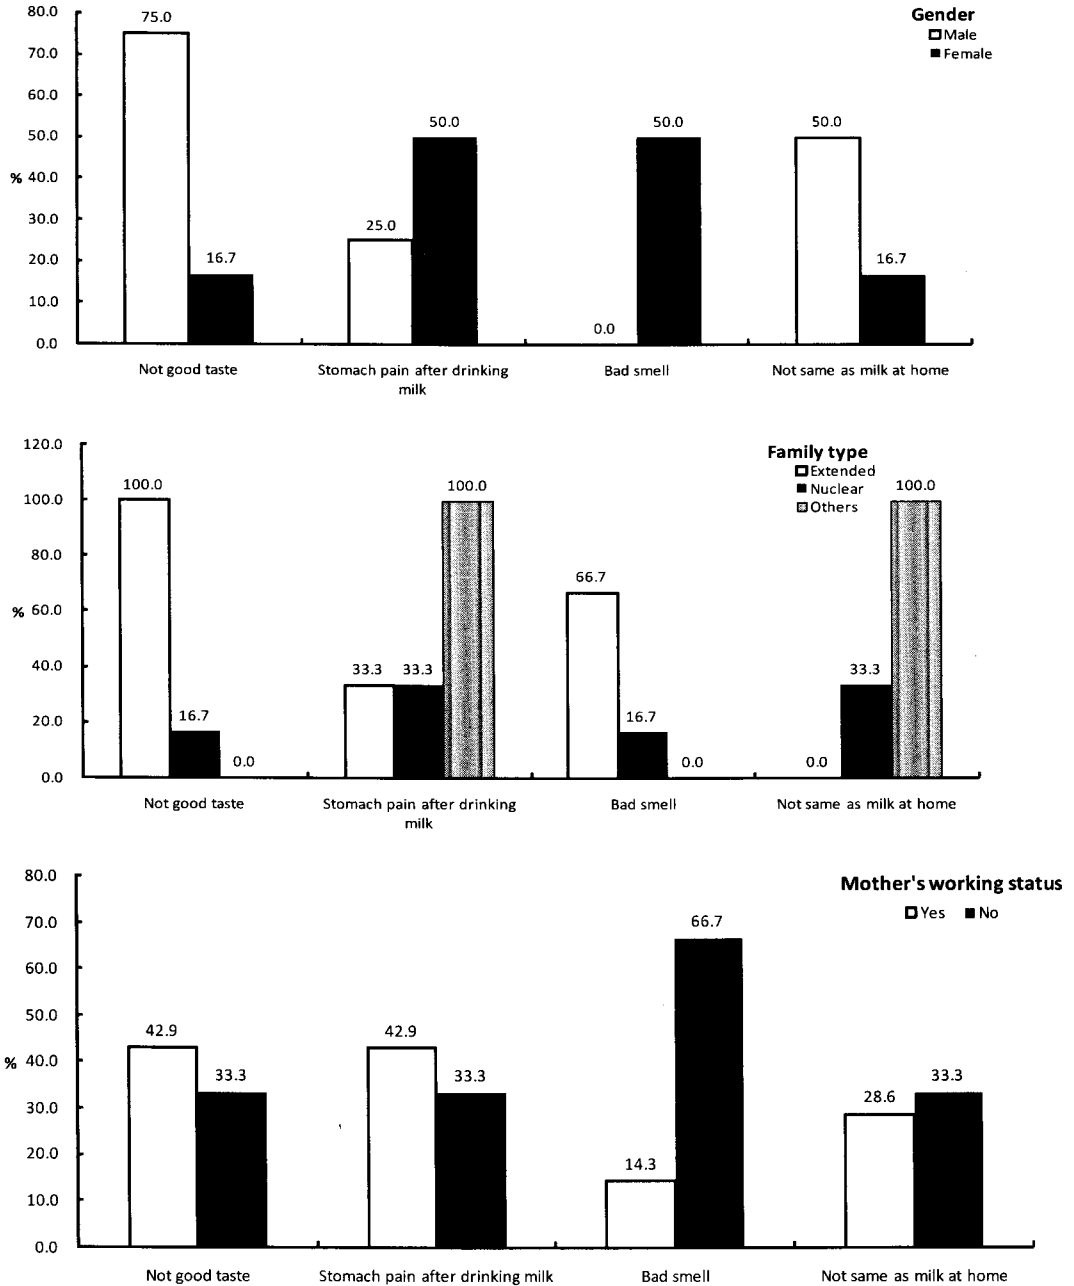 80.0
75.0
Gender
Male
70.0
Female
60.0
50.0
50.0
50.0
50.0
% 40.0
30.0
25.0
20.0
16.7
16.7
10.0
0.0
0.0
Not good taste
Stomach pain after drinking
milk
Bad smell
Not same as milk at home
120.0
Family type
Extended
100.0
100.0
100.0
100.0
Nuclear
Others
80.0
66.7
% 60.0
40.0
33.3
33.3
33.3
20.0
16.7
16.7
0.0
0.0
0.0
0.0
Not good taste
Stomach pain after drinking
milk
Bad smell
Not same as milk at home
80.0
Mother's working status
Yes No
70.0
66.7
60.0
50.0
42.9
42.9
% 40.0
33.3
33.3
33.3
30.0
28.6
20.0
14.3
10.0
0.0
Not good taste
Stomach pain after drinking milk
Bad smell
Not same as milk at home